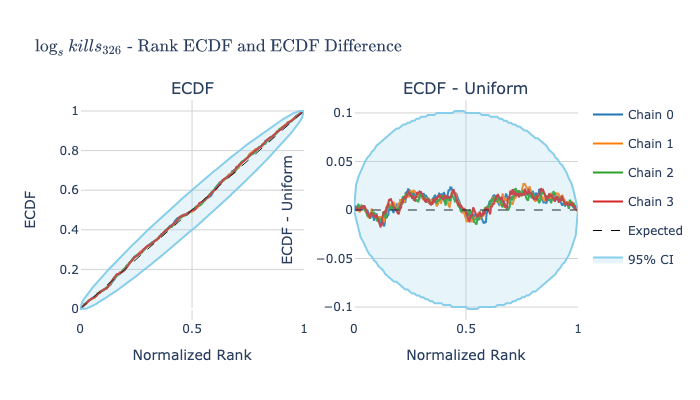 log_s kills_326 - Rank ECDF and ECDF Difference
ECDF
ECDF - Uniform
1
0.8
0.6
0.4
0.2
0
ECDF
0
0.5
1
Normalized Rank
0.1
0.05
0
−0.05
−0.1
ECDF - Uniform
0
0.5
1
Normalized Rank
Chain 0
Chain 1
Chain 2
Chain 3
Expected
95% CI